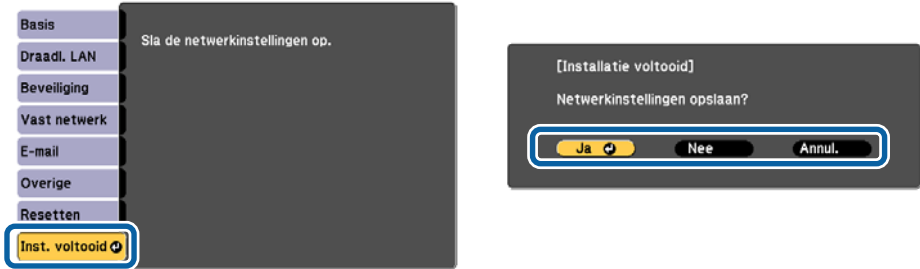 Basis
Draadl. LAN
Beveiliging
Vast netwerk
E-mail
Overige
Resetten
Inst. voltooid
Sla de netwerkinstellingen op.
[Installatie voltooid]
Netwerkinstellingen opslaan?
Ja Nee Annul.